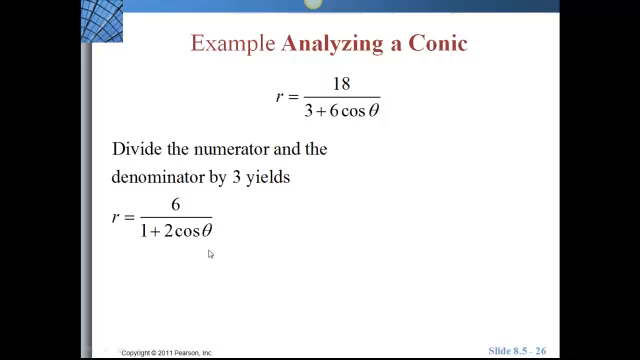 Example Analyzing a Conic
r = 18 / (3 + 6 cos θ)
Divide the numerator and the
denominator by 3 yields
r = 6 / (1 + 2 cos θ)
Copyright © 2011 Pearson, Inc
Slide 8.5 - 26